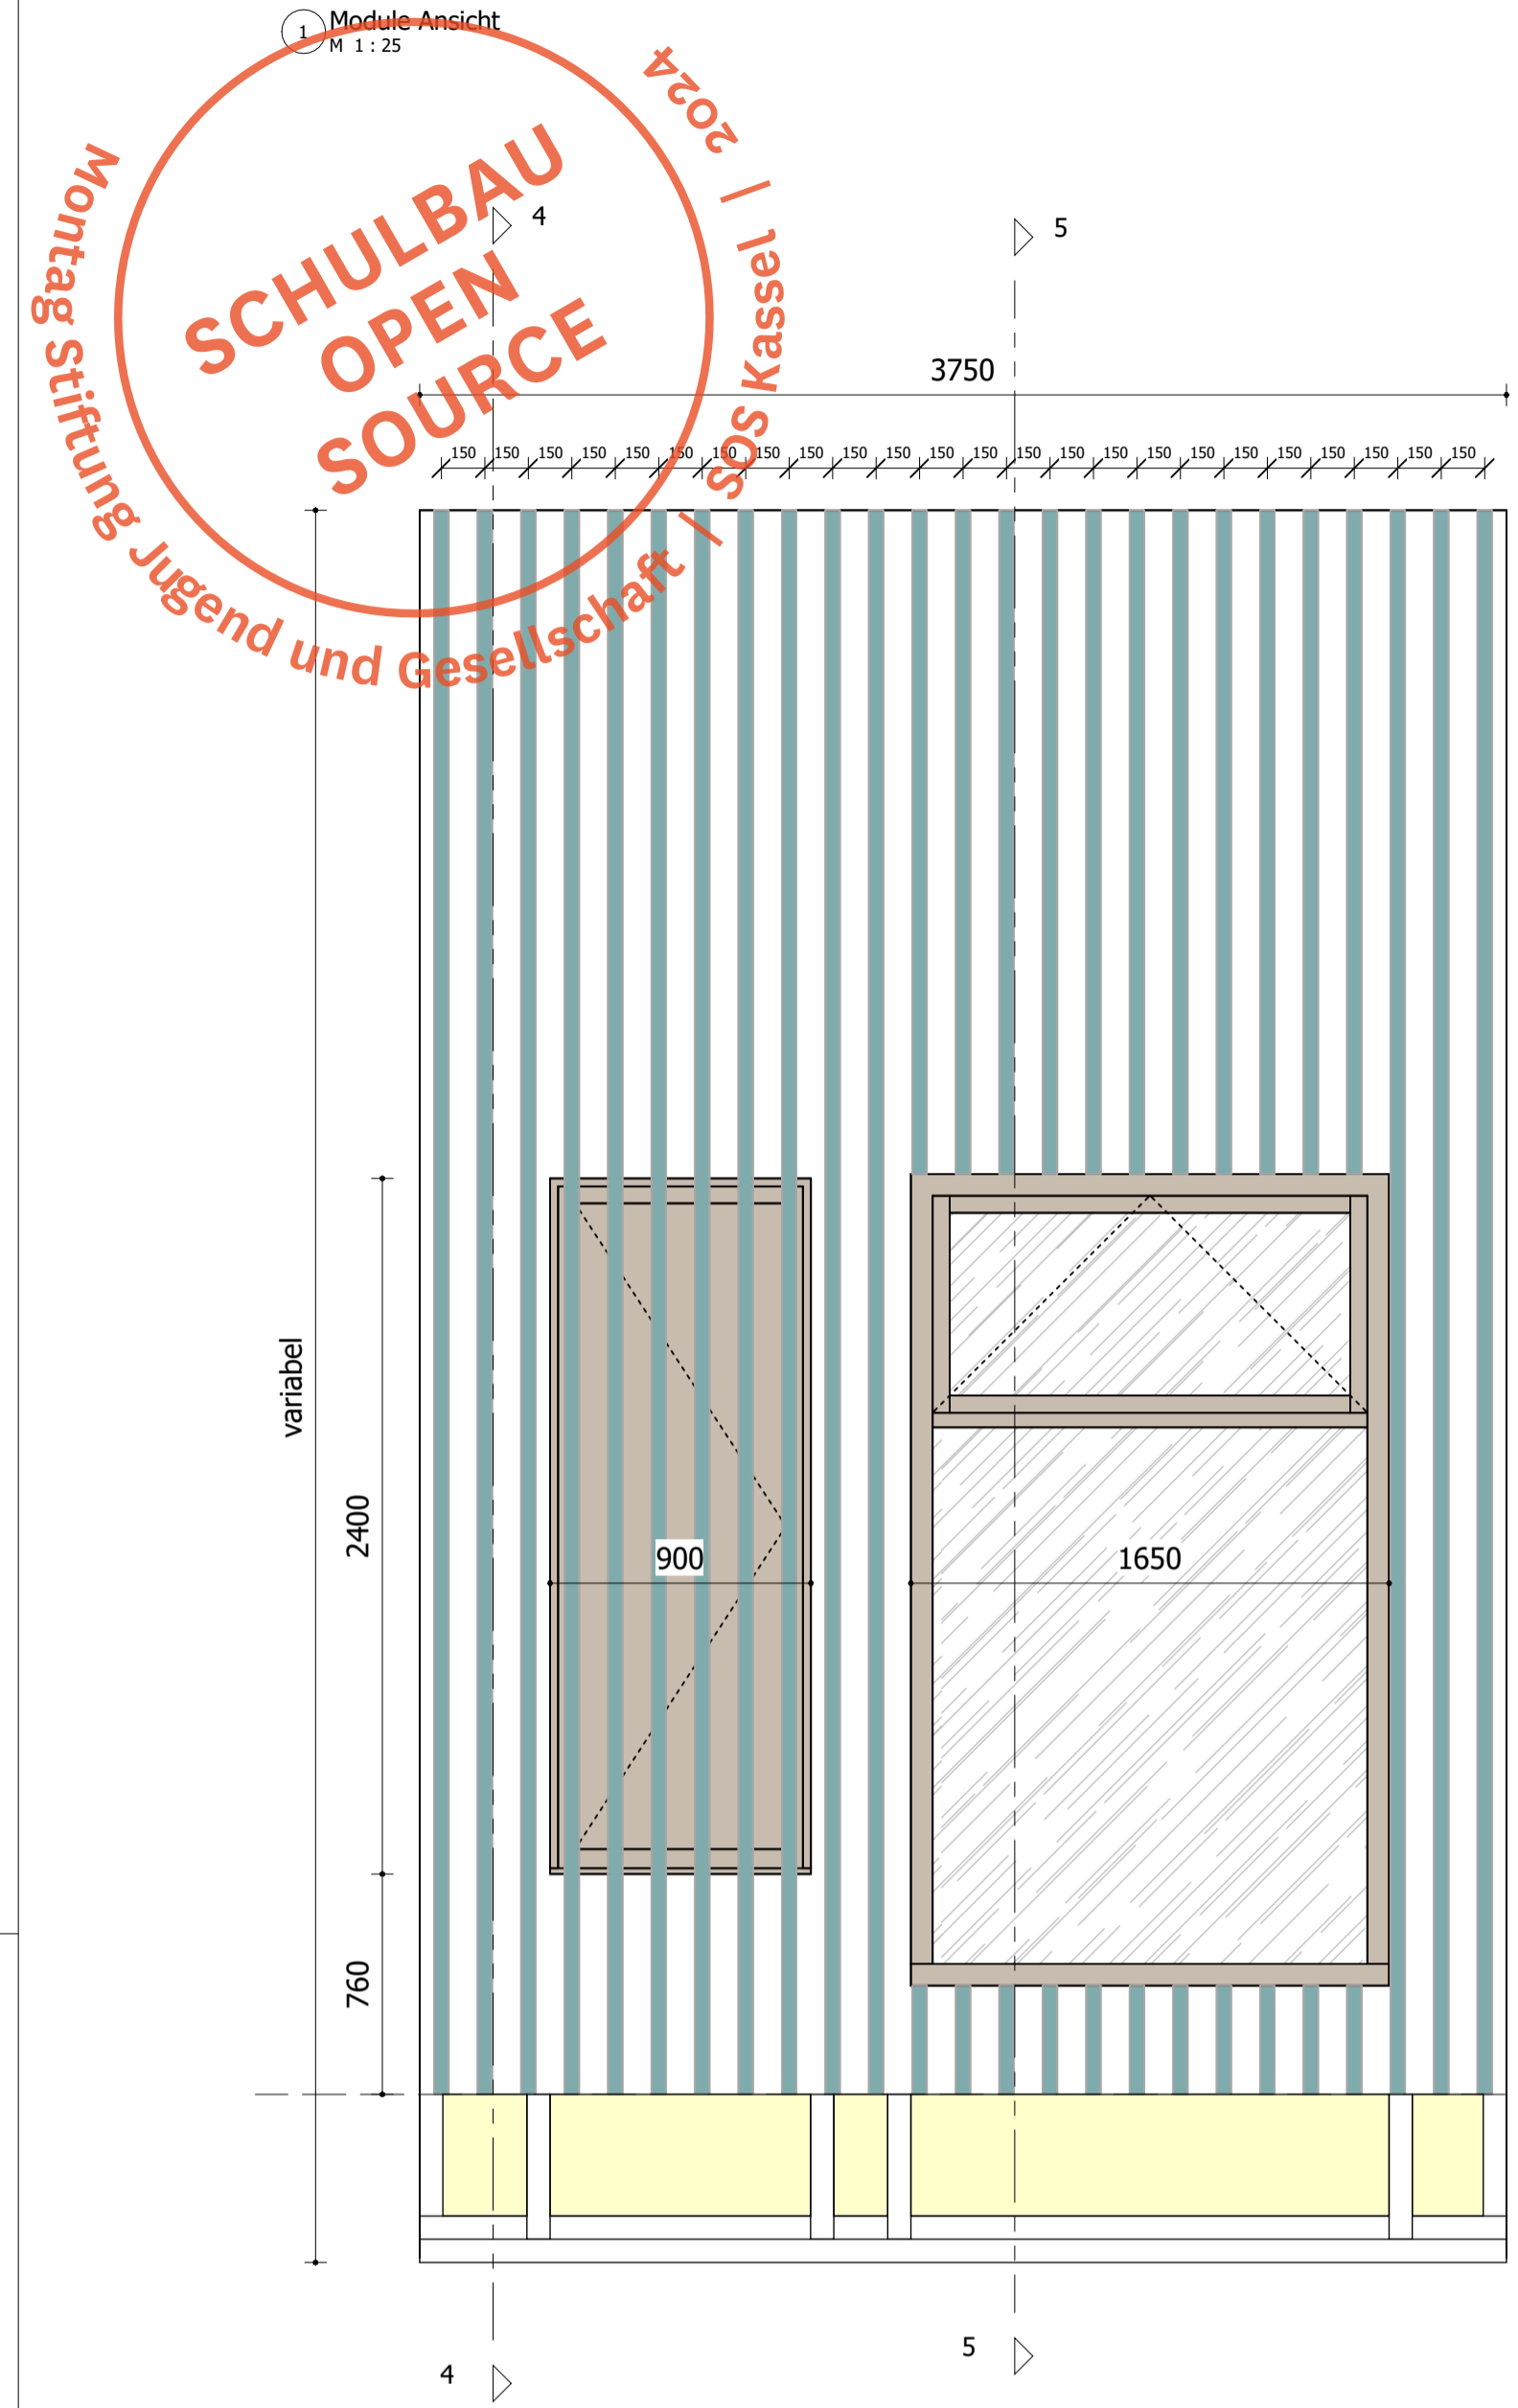 1
Module Ansicht
M 1 : 25
SCHULBAU
OPEN
SOURCE
Montag Stiftung Jugend und Gesellschaft | SOS Kassel | 2024
4
5
3750
150 150 150 150 150 150 150 150 150 150 150 150 150 150 150 150 150 150 150 150 150 150 150 150
variabel
2400
900
1650
760
5
4